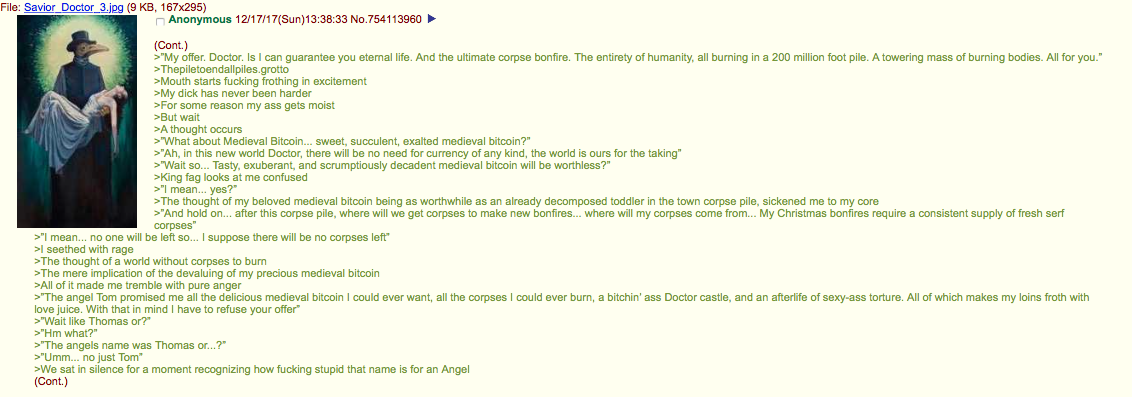 File: Savior_Doctor_3.jpg (9 KB, 167x295)
Anonymous 12/17/17(Sun)13:38:33 No.754113960 ▶
(Cont.)
>"My offer. Doctor. Is I can guarantee you eternal life. And the ultimate corpse bonfire. The entirety of humanity, all burning in a 200 million foot pile. A towering mass of burning bodies. All for you."
>Thepiletoendallpiles.grotto
>Mouth starts fucking frothing in excitement
>My dick has never been harder
>For some reason my ass gets moist
>But wait
>A thought occurs
>"What about Medieval Bitcoin... sweet, succulent, exalted medieval bitcoin?"
>"Ah, in this new world Doctor, there will be no need for currency of any kind, the world is ours for the taking"
>"Wait so... Tasty, exuberant, and scrumptiously decadent medieval bitcoin will be worthless?"
>King fag looks at me confused
>"I mean... yes?"
>The thought of my beloved medieval bitcoin being as worthwhile as an already decomposed toddler in the town corpse pile, sickened me to my core
>"And hold on... after this corpse pile, where will we get corpses to make new bonfires... where will my corpses come from... My Christmas bonfires require a consistent supply of fresh serf
corpses"
>"I mean... no one will be left so... I suppose there will be no corpses left"
>I seethed with rage
>The thought of a world without corpses to burn
>The mere implication of the devaluing of my precious medieval bitcoin
>All of it made me tremble with pure anger
>"The angel Tom promised me all the delicious medieval bitcoin I could ever want, all the corpses I could ever burn, a bitchin' ass Doctor castle, and an afterlife of sexy-ass torture. All of which makes my loins froth with
love juice. With that in mind I have to refuse your offer"
>"Wait like Thomas or?"
>"Hm what?"
>"The angels name was Thomas or...?"
>"Umm... no just Tom"
>We sat in silence for a moment recognizing how fucking stupid that name is for an Angel
(Cont.)